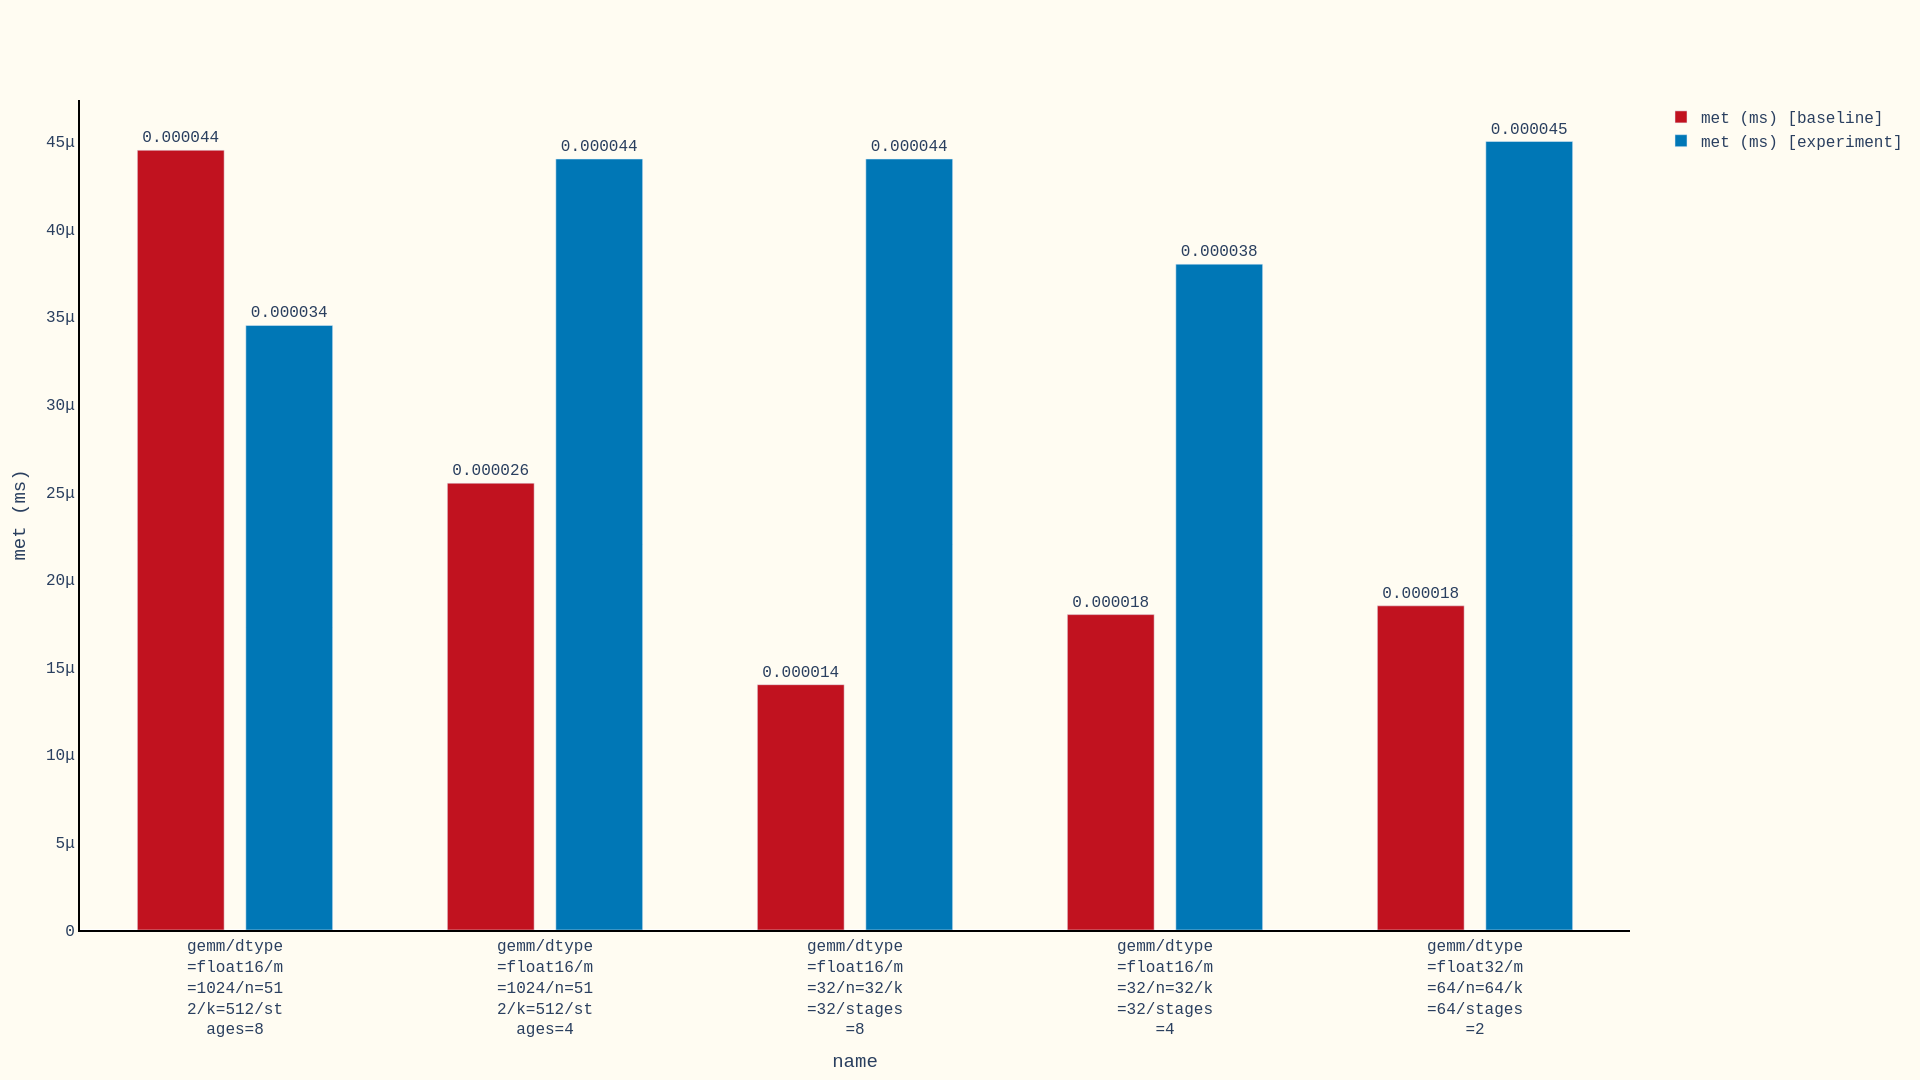 met (ms) [baseline]
met (ms) [experiment]
met (ms)
45μ
40μ
35μ
30μ
25μ
20μ
15μ
10μ
5μ
0
0.000044
0.000034
0.000026
0.000044
0.000014
0.000044
0.000018
0.000038
0.000018
0.000045
gemm/dtype
=float16/m
=1024/n=51
2/k=512/st
ages=8
gemm/dtype
=float16/m
=1024/n=51
2/k=512/st
ages=4
gemm/dtype
=float16/m
=32/n=32/k
=32/stages
=8
gemm/dtype
=float16/m
=32/n=32/k
=32/stages
=4
gemm/dtype
=float32/m
=64/n=64/k
=64/stages
=2
name